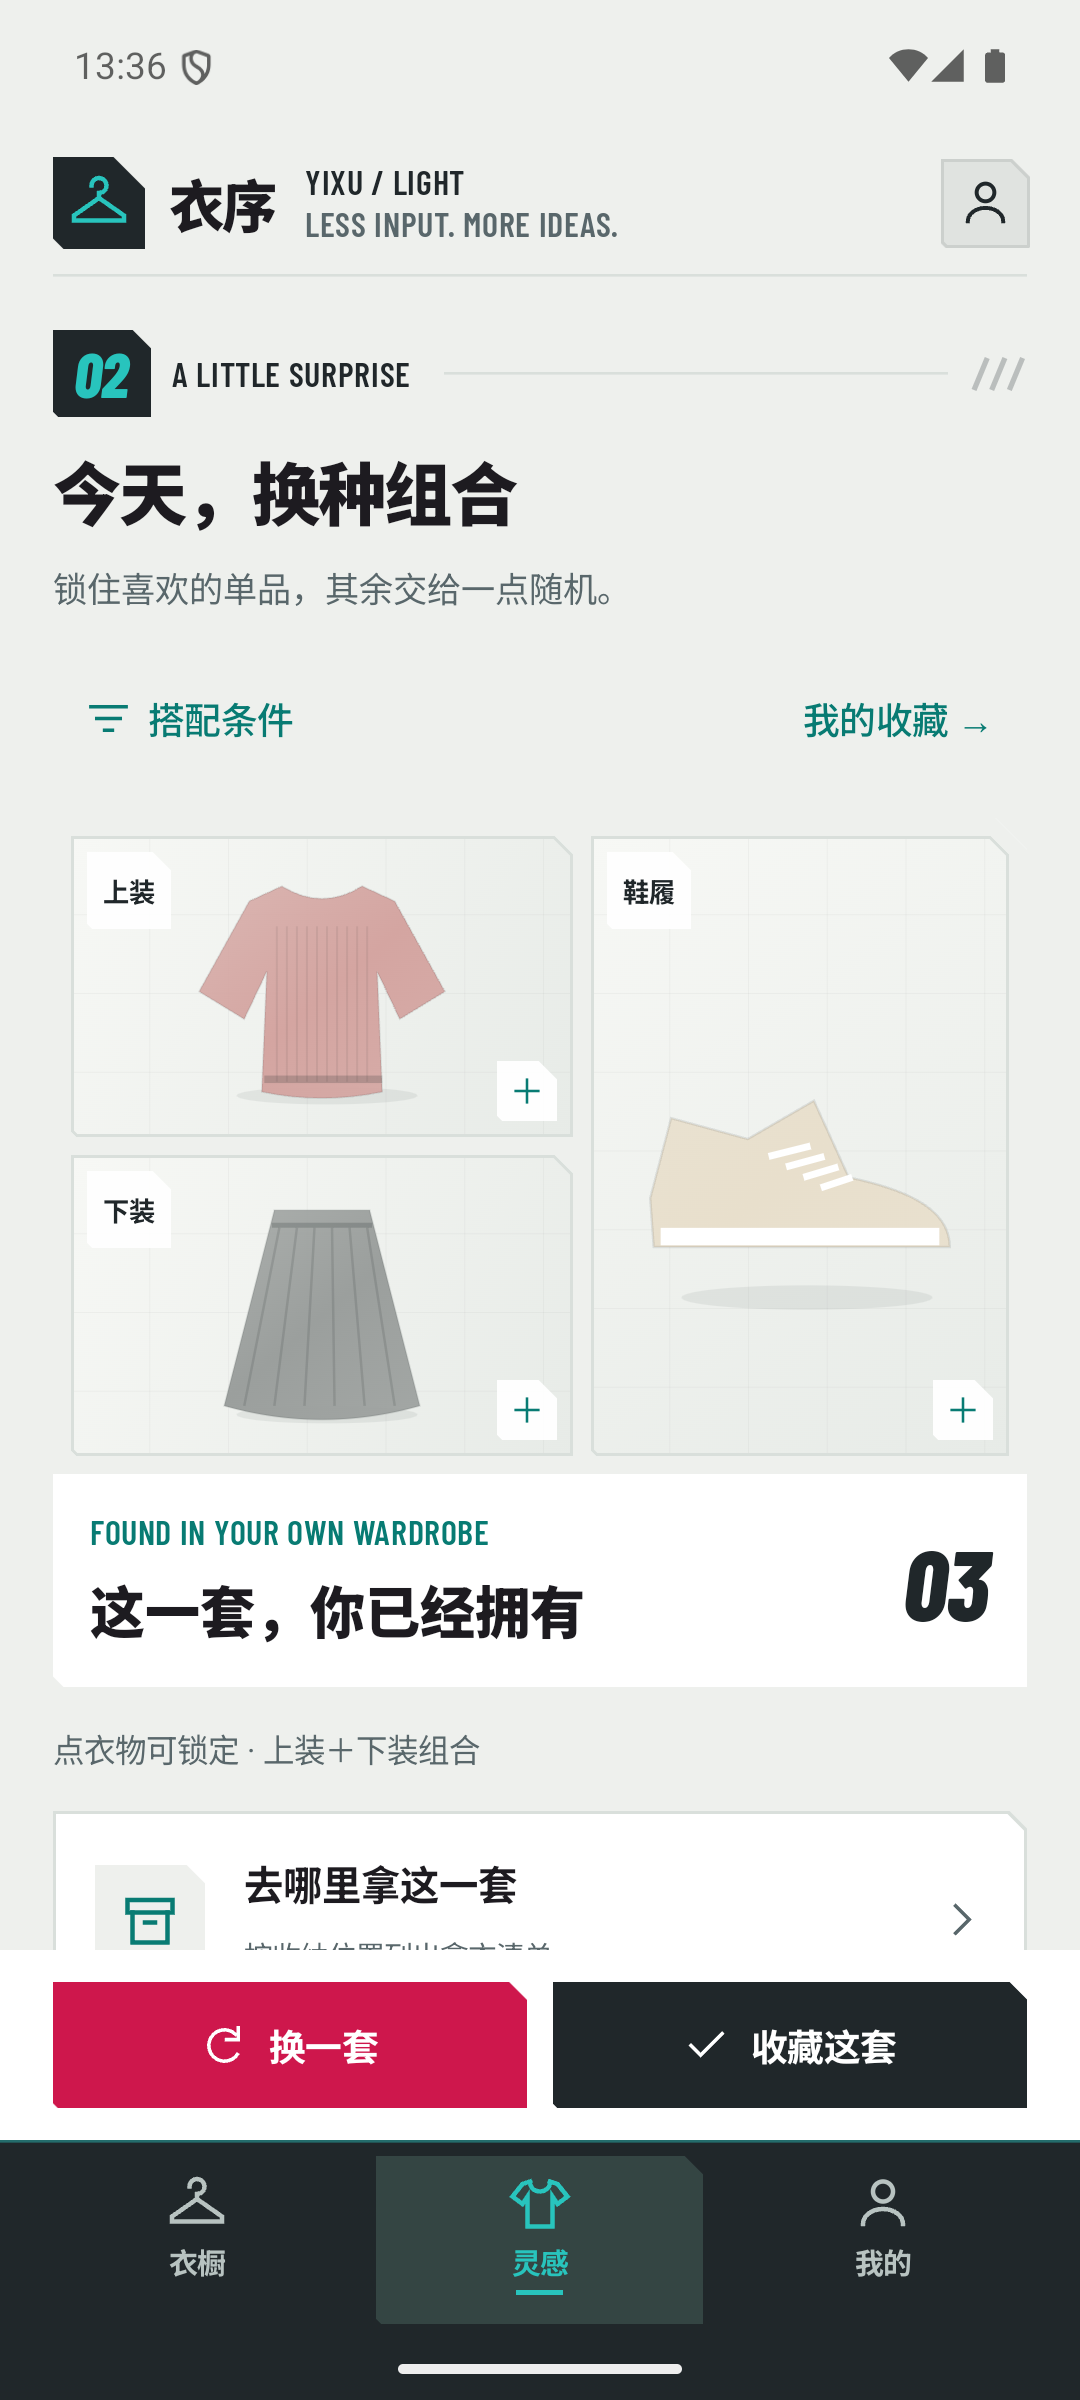 13:36
衣序
YIXU / LIGHT
LESS INPUT. MORE IDEAS.
02
A LITTLE SURPRISE
今天，换种组合
锁住喜欢的单品，其余交给一点随机。
搭配条件
我的收藏 →
上装
鞋履
下装
FOUND IN YOUR OWN WARDROBE
这一套，你已经拥有
03
点衣物可锁定 · 上装＋下装组合
去哪里拿这一套
换一套
收藏这套
衣橱
灵感
我的